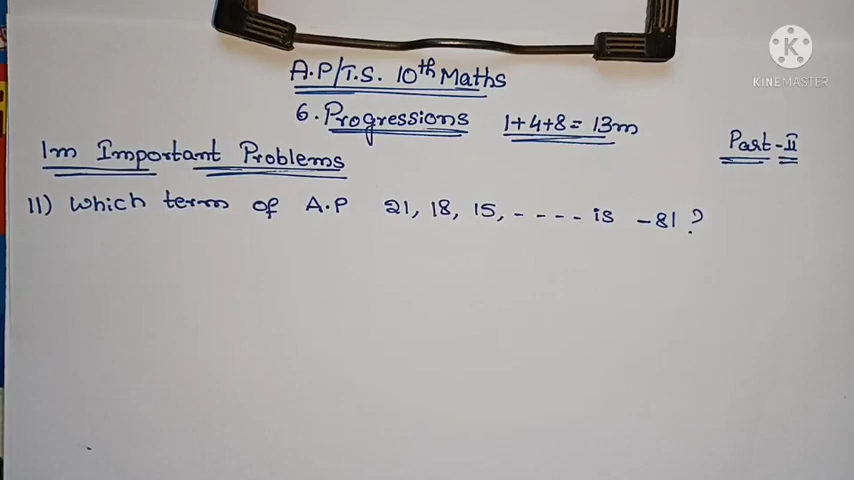 K
KINEMASTER
A.P/T.S. 10th Maths
6. Progressions 1+4+8 = 13m
1m Important Problems Part-II
11) Which term of A.P 21, 18, 15, - - - - is -81?